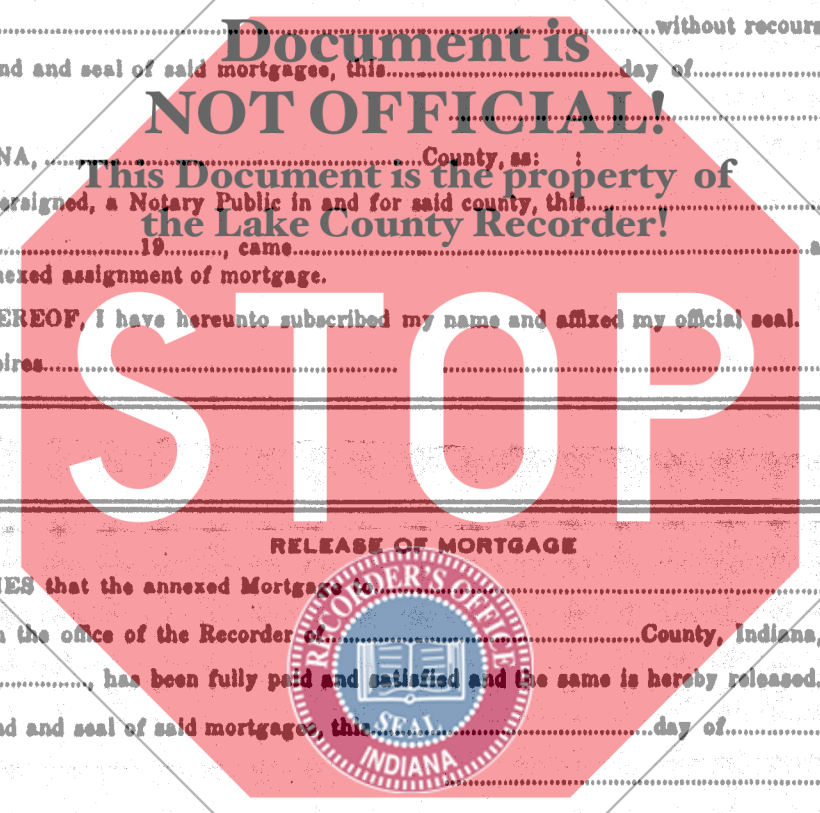 without recours
Document is
nd and seal of said mortgagee, this day of
NOT OFFICIAL!
NA, County, ss: :
This Document is the property of
ersigned, a Notary Public in and for said county, this
the Lake County Recorder!
19, came a
nexed assignment of mortgage.
EREOF, I have hereunto subscribed my name and affixed my official seal.
pires
STOP
RELEASE OF MORTGAGE
IES that the annexed Mortgage to
n the office of the Recorder of County, Indiana,
, has been fully paid and satisfied and the same is hereby released.
nd and seal of said mortgagee, this day of
RECORDER'S OFFICE
SEAL
INDIANA